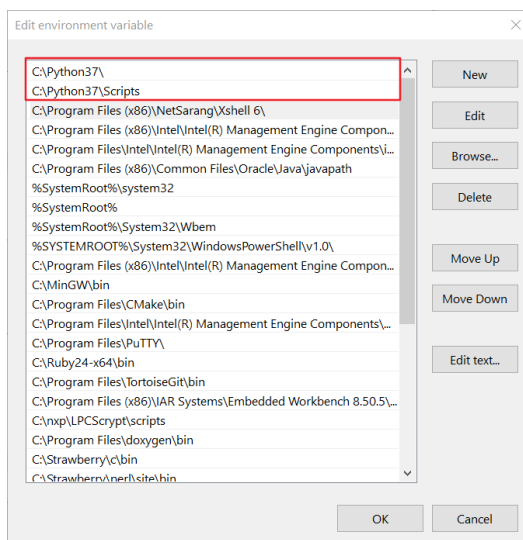 Edit environment variable
C:\Python37\
C:\Python37\Scripts
C:\Program Files (x86)\NetSarang\Xshell 6\
C:\Program Files (x86)\Intel\Intel(R) Management Engine Compon...
C:\Program Files\Intel\Intel(R) Management Engine Components\i...
C:\Program Files (x86)\Common Files\Oracle\Java\javapath
%SystemRoot%\system32
%SystemRoot%
%SystemRoot%\System32\Wbem
%SYSTEMROOT%\System32\WindowsPowerShell\v1.0\
C:\Program Files (x86)\Intel\Intel(R) Management Engine Compon...
C:\MinGW\bin
C:\Program Files\CMake\bin
C:\Program Files\Intel\Intel(R) Management Engine Components\...
C:\Program Files\PuTTY\
C:\Ruby24-x64\bin
C:\Program Files\TortoiseGit\bin
C:\Program Files (x86)\IAR Systems\Embedded Workbench 8.50.5\...
C:\nxp\LPCScrypt\scripts
C:\Program Files\doxygen\bin
C:\Strawberry\c\bin
C:\Strawberry\perl\site\bin
New
Edit
Browse...
Delete
Move Up
Move Down
Edit text...
OK
Cancel